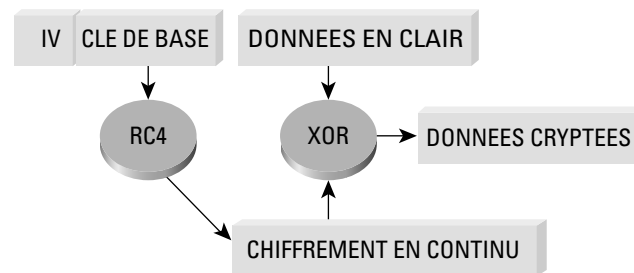 IV CLE DE BASE
DONNEES EN CLAIR
RC4
XOR
DONNEES CRYPTEES
CHIFFREMENT EN CONTINU